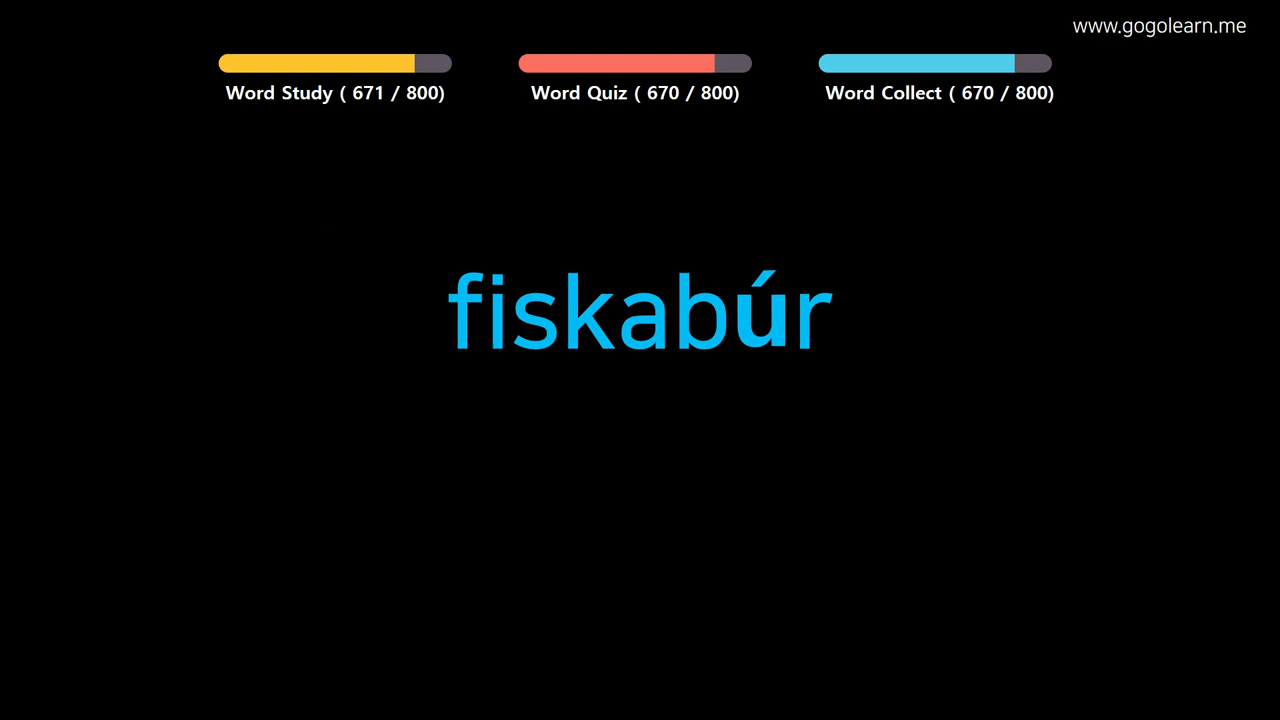 www.gogolearn.me
Word Study ( 671 / 800)
Word Quiz ( 670 / 800)
Word Collect ( 670 / 800)
fiskabúr